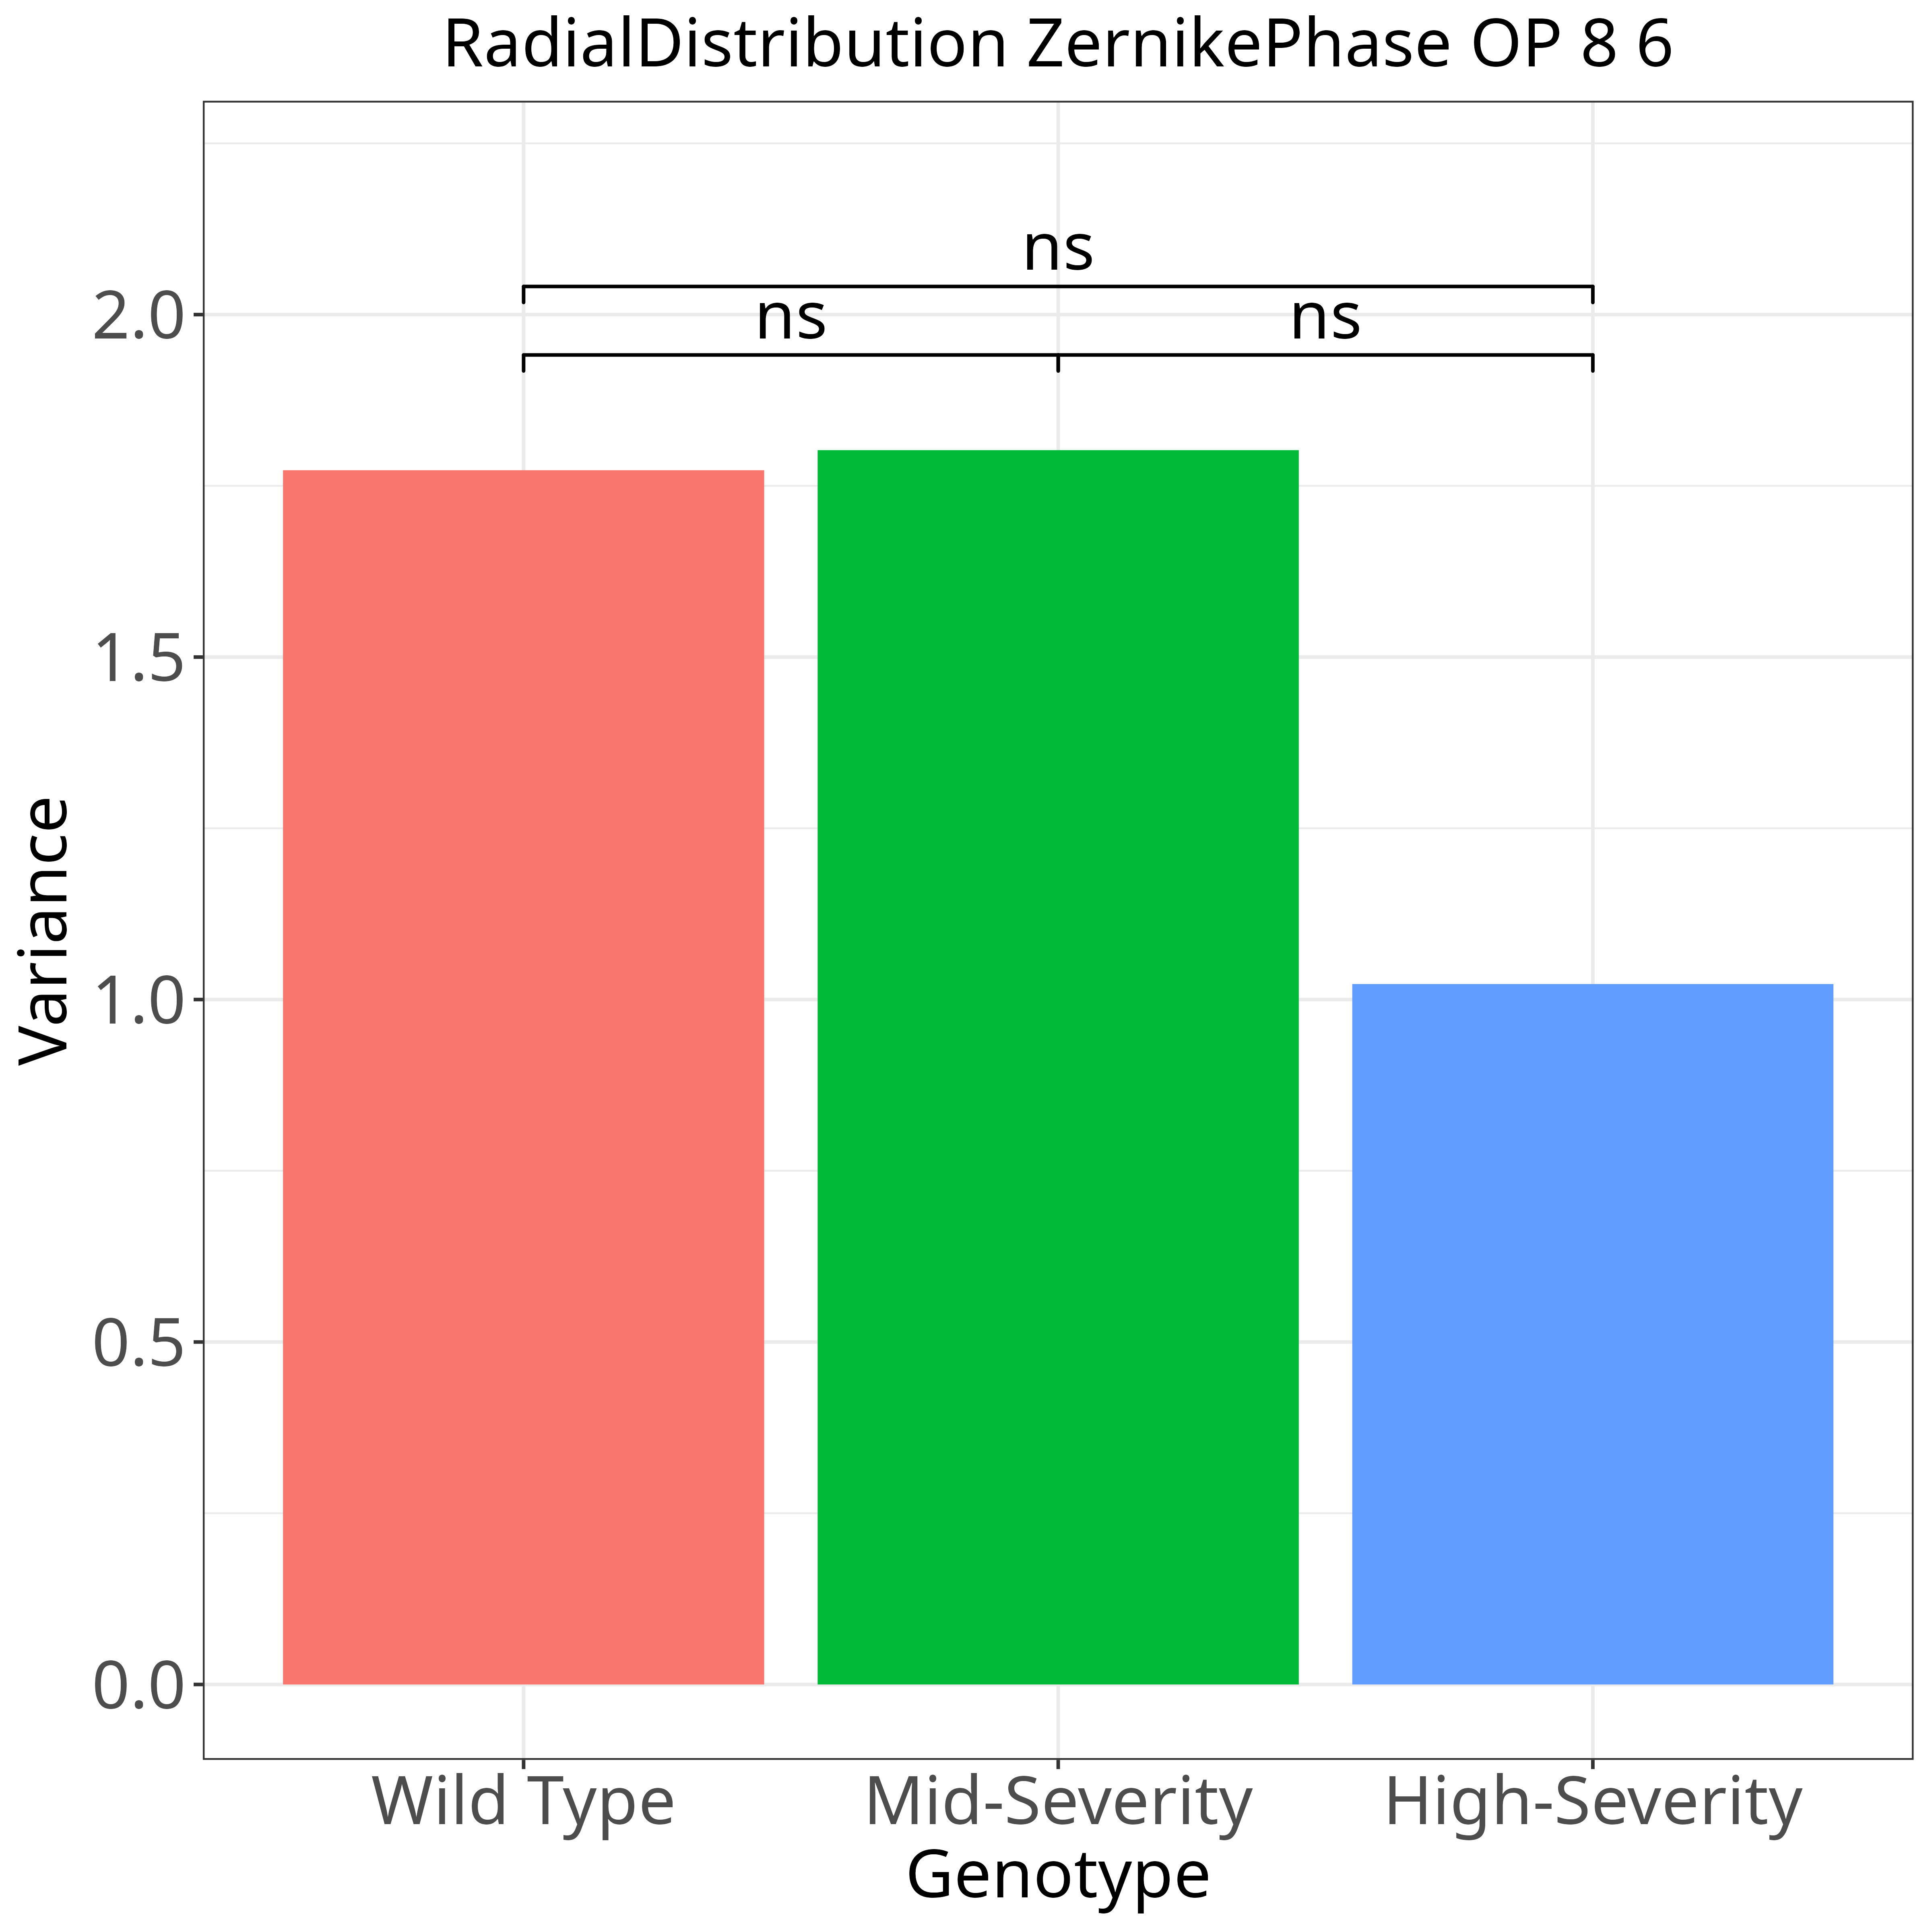 RadialDistribution ZernikePhase OP 8 6
ns
ns ns
2.0
1.5
1.0
0.5
0.0
Variance
Wild Type Mid-Severity High-Severity
Genotype